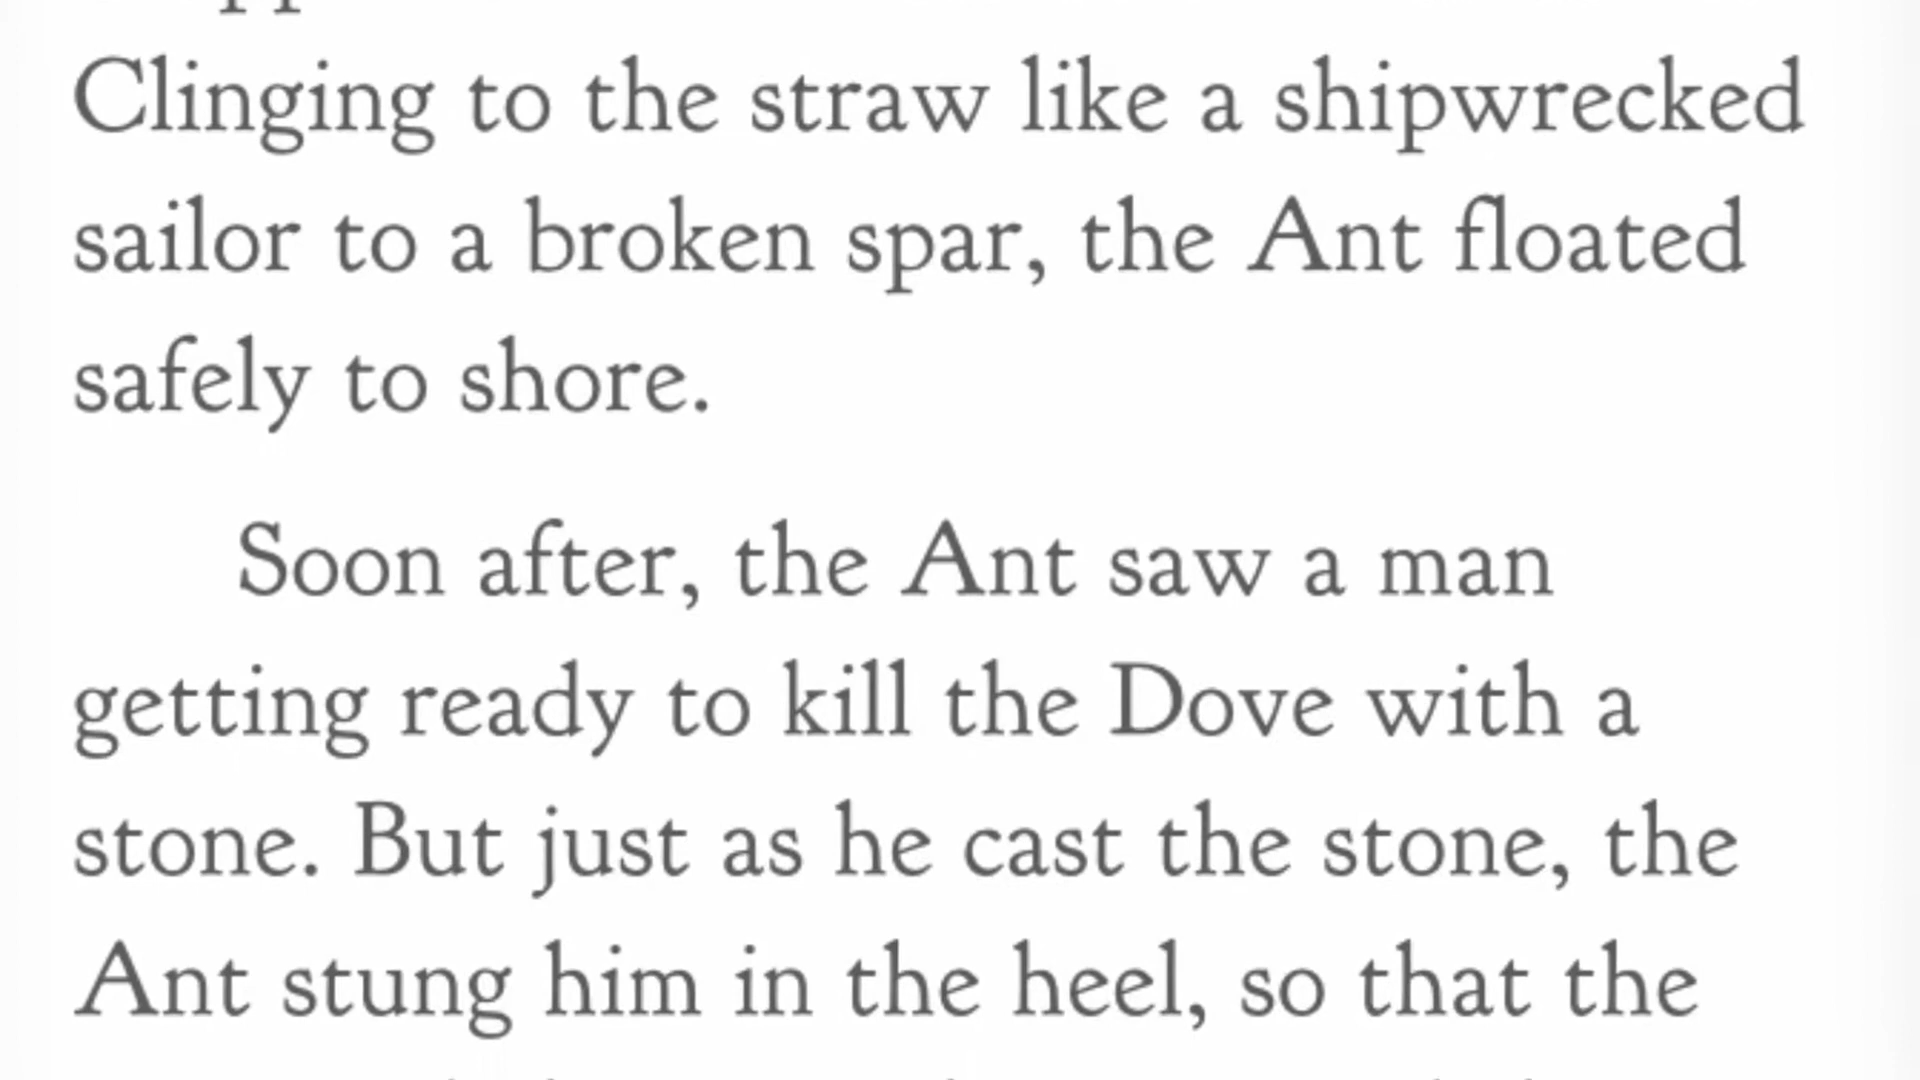 Clinging to the straw like a shipwrecked
sailor to a broken spar, the Ant floated
safely to shore.
Soon after, the Ant saw a man
getting ready to kill the Dove with a
stone. But just as he cast the stone, the
Ant stung him in the heel, so that the